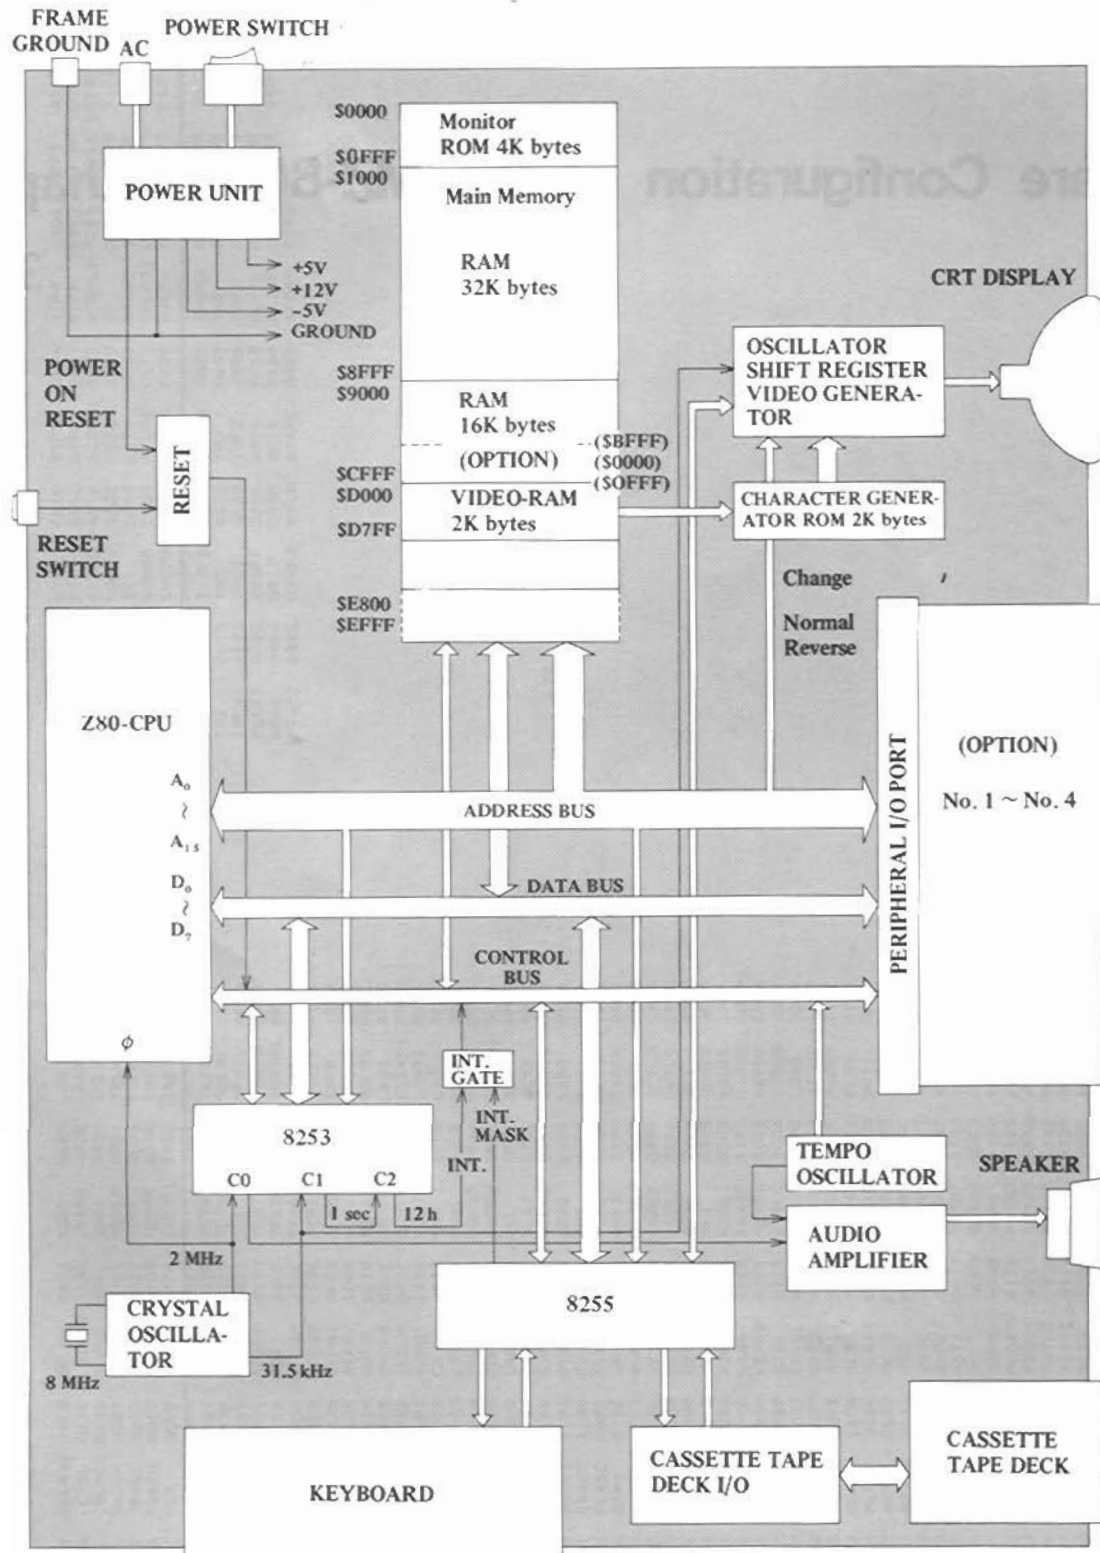 FRAME
GROUND
AC
POWER SWITCH
POWER UNIT
+5V
+12V
-5V
GROUND
POWER
ON
RESET
RESET
RESET
SWITCH
$0000
Monitor
ROM 4K bytes
$0FFF
$1000
Main Memory
RAM
32K bytes
$8FFF
$9000
RAM
16K bytes
($BFFF)
(OPTION)
($0000)
$CFFF
($0FFF)
$D000
VIDEO-RAM
2K bytes
$D7FF
$E800
$EFFF
CRT DISPLAY
OSCILLATOR
SHIFT REGISTER
VIDEO GENERA-
TOR
CHARACTER GENER-
ATOR ROM 2K bytes
Change
Normal
Reverse
Z80-CPU
A₀
~
A₁₅
D₀
~
D₇
ϕ
ADDRESS BUS
DATA BUS
CONTROL
BUS
PERIPHERAL I/O PORT
(OPTION)
No. 1 ~ No. 4
INT.
GATE
INT.
MASK
INT.
8253
C0
C1
C2
1 sec
12 h
2 MHz
CRYSTAL
OSCILLA-
TOR
8 MHz
31.5 kHz
8255
TEMPO
OSCILLATOR
SPEAKER
AUDIO
AMPLIFIER
KEYBOARD
CASSETTE TAPE
DECK I/O
CASSETTE
TAPE DECK